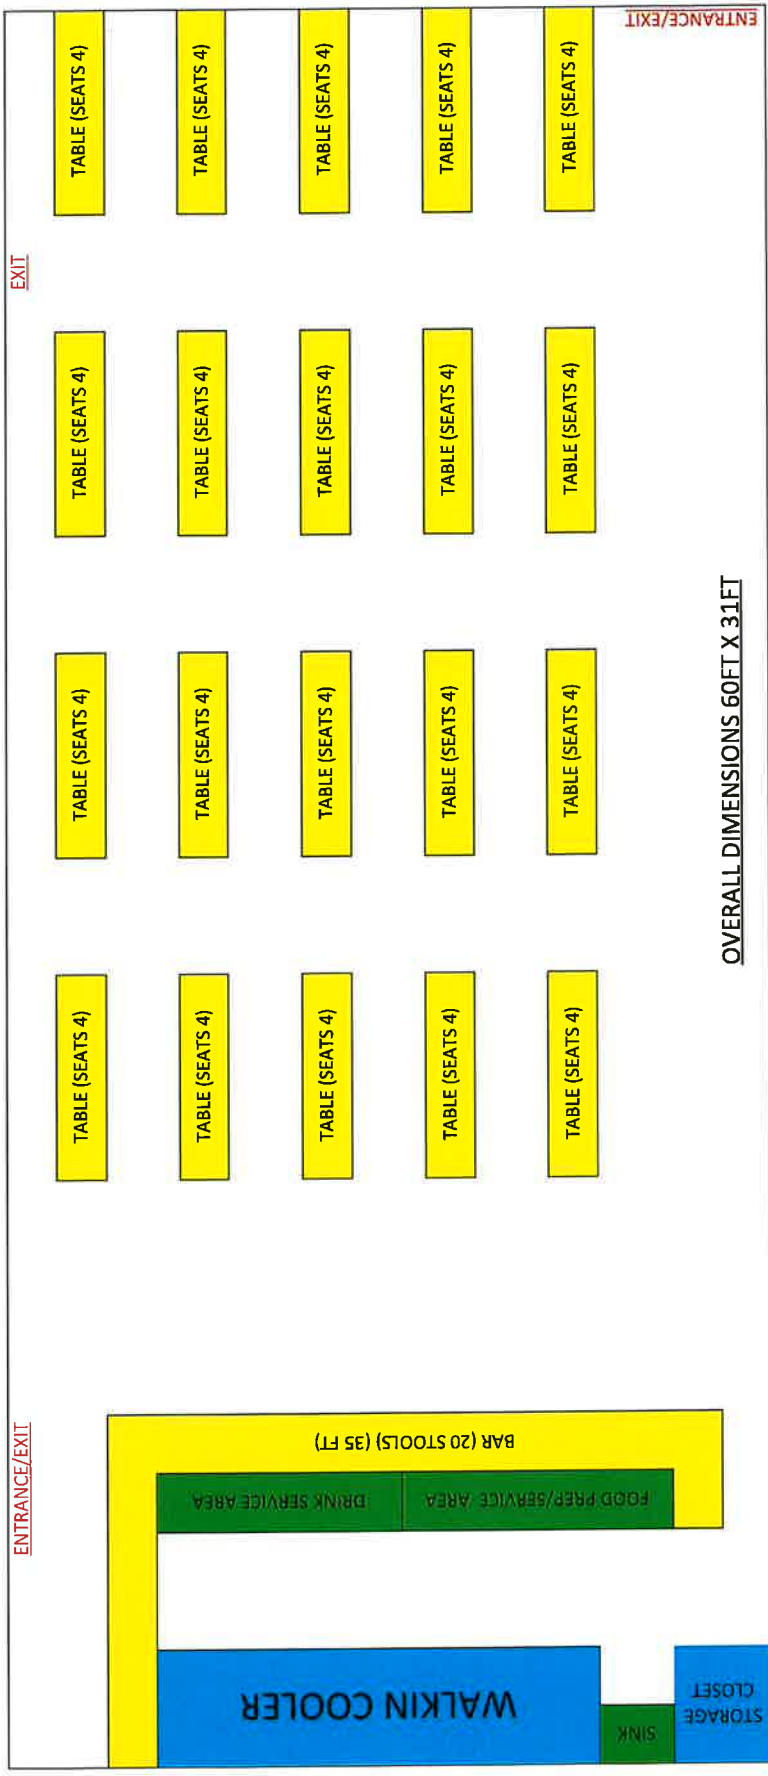 ENTRANCE/EXIT
TABLE (SEATS 4)
TABLE (SEATS 4)
TABLE (SEATS 4)
TABLE (SEATS 4)
TABLE (SEATS 4)
EXIT
TABLE (SEATS 4)
TABLE (SEATS 4)
TABLE (SEATS 4)
TABLE (SEATS 4)
TABLE (SEATS 4)
TABLE (SEATS 4)
TABLE (SEATS 4)
TABLE (SEATS 4)
TABLE (SEATS 4)
TABLE (SEATS 4)
OVERALL DIMENSIONS 60FT X 31FT
TABLE (SEATS 4)
TABLE (SEATS 4)
TABLE (SEATS 4)
TABLE (SEATS 4)
TABLE (SEATS 4)
ENTRANCE/EXIT
BAR (20 STOOLS) (35 FT)
DRINK SERVICE AREA
FOOD PREP/SERVICE AREA
WALKIN COOLER
SINK
STORAGE
CLOSET